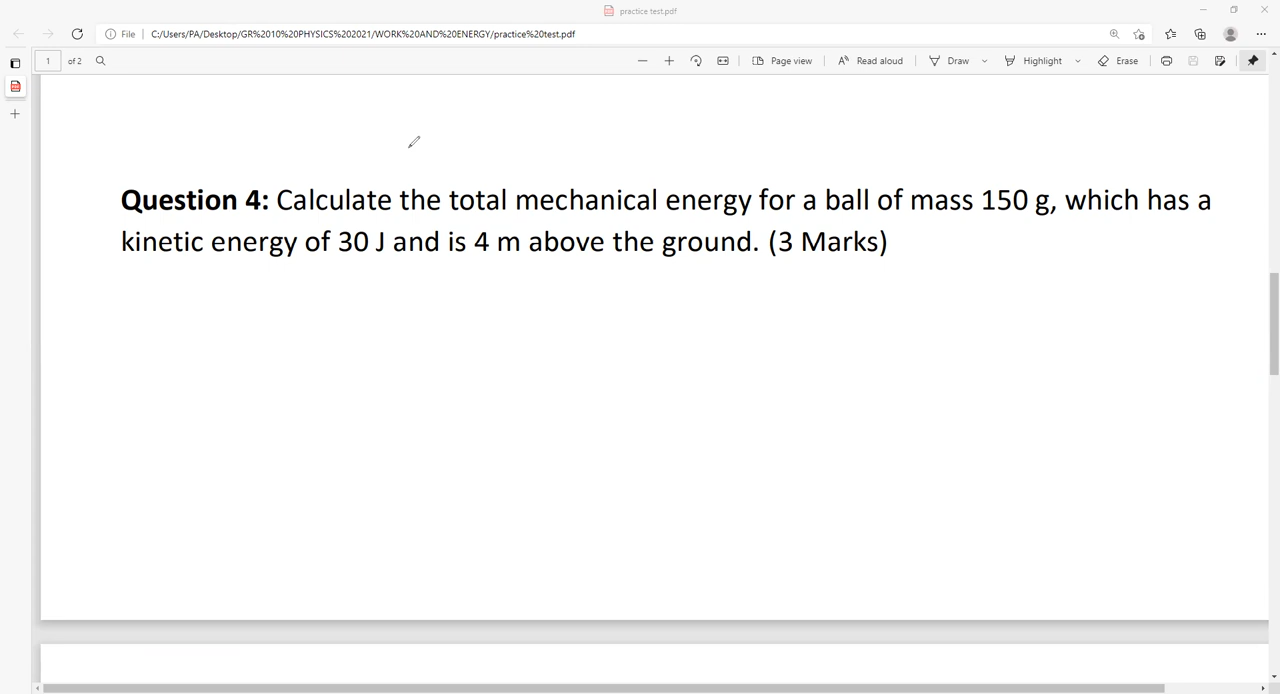 practice test.pdf
File | C:/Users/PA/Desktop/GR%2010%20PHYSICS%202021/WORK%20AND%20ENERGY/practice%20test.pdf
1 of 2 Page view Read aloud Draw Highlight Erase
Question 4: Calculate the total mechanical energy for a ball of mass 150 g, which has a
kinetic energy of 30 J and is 4 m above the ground. (3 Marks)